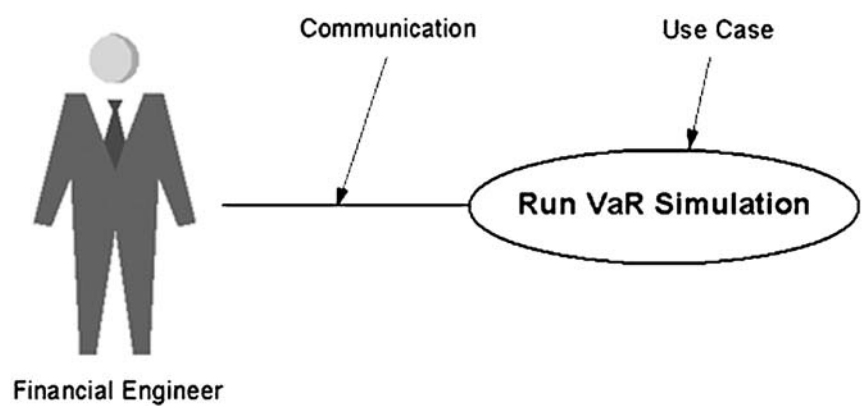 Communication
Use Case
Run VaR Simulation
Financial Engineer